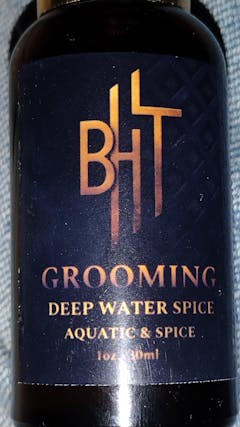 BHT
GROOMING
DEEP WATER SPICE
AQUATIC & SPICE
1oz. 30ml